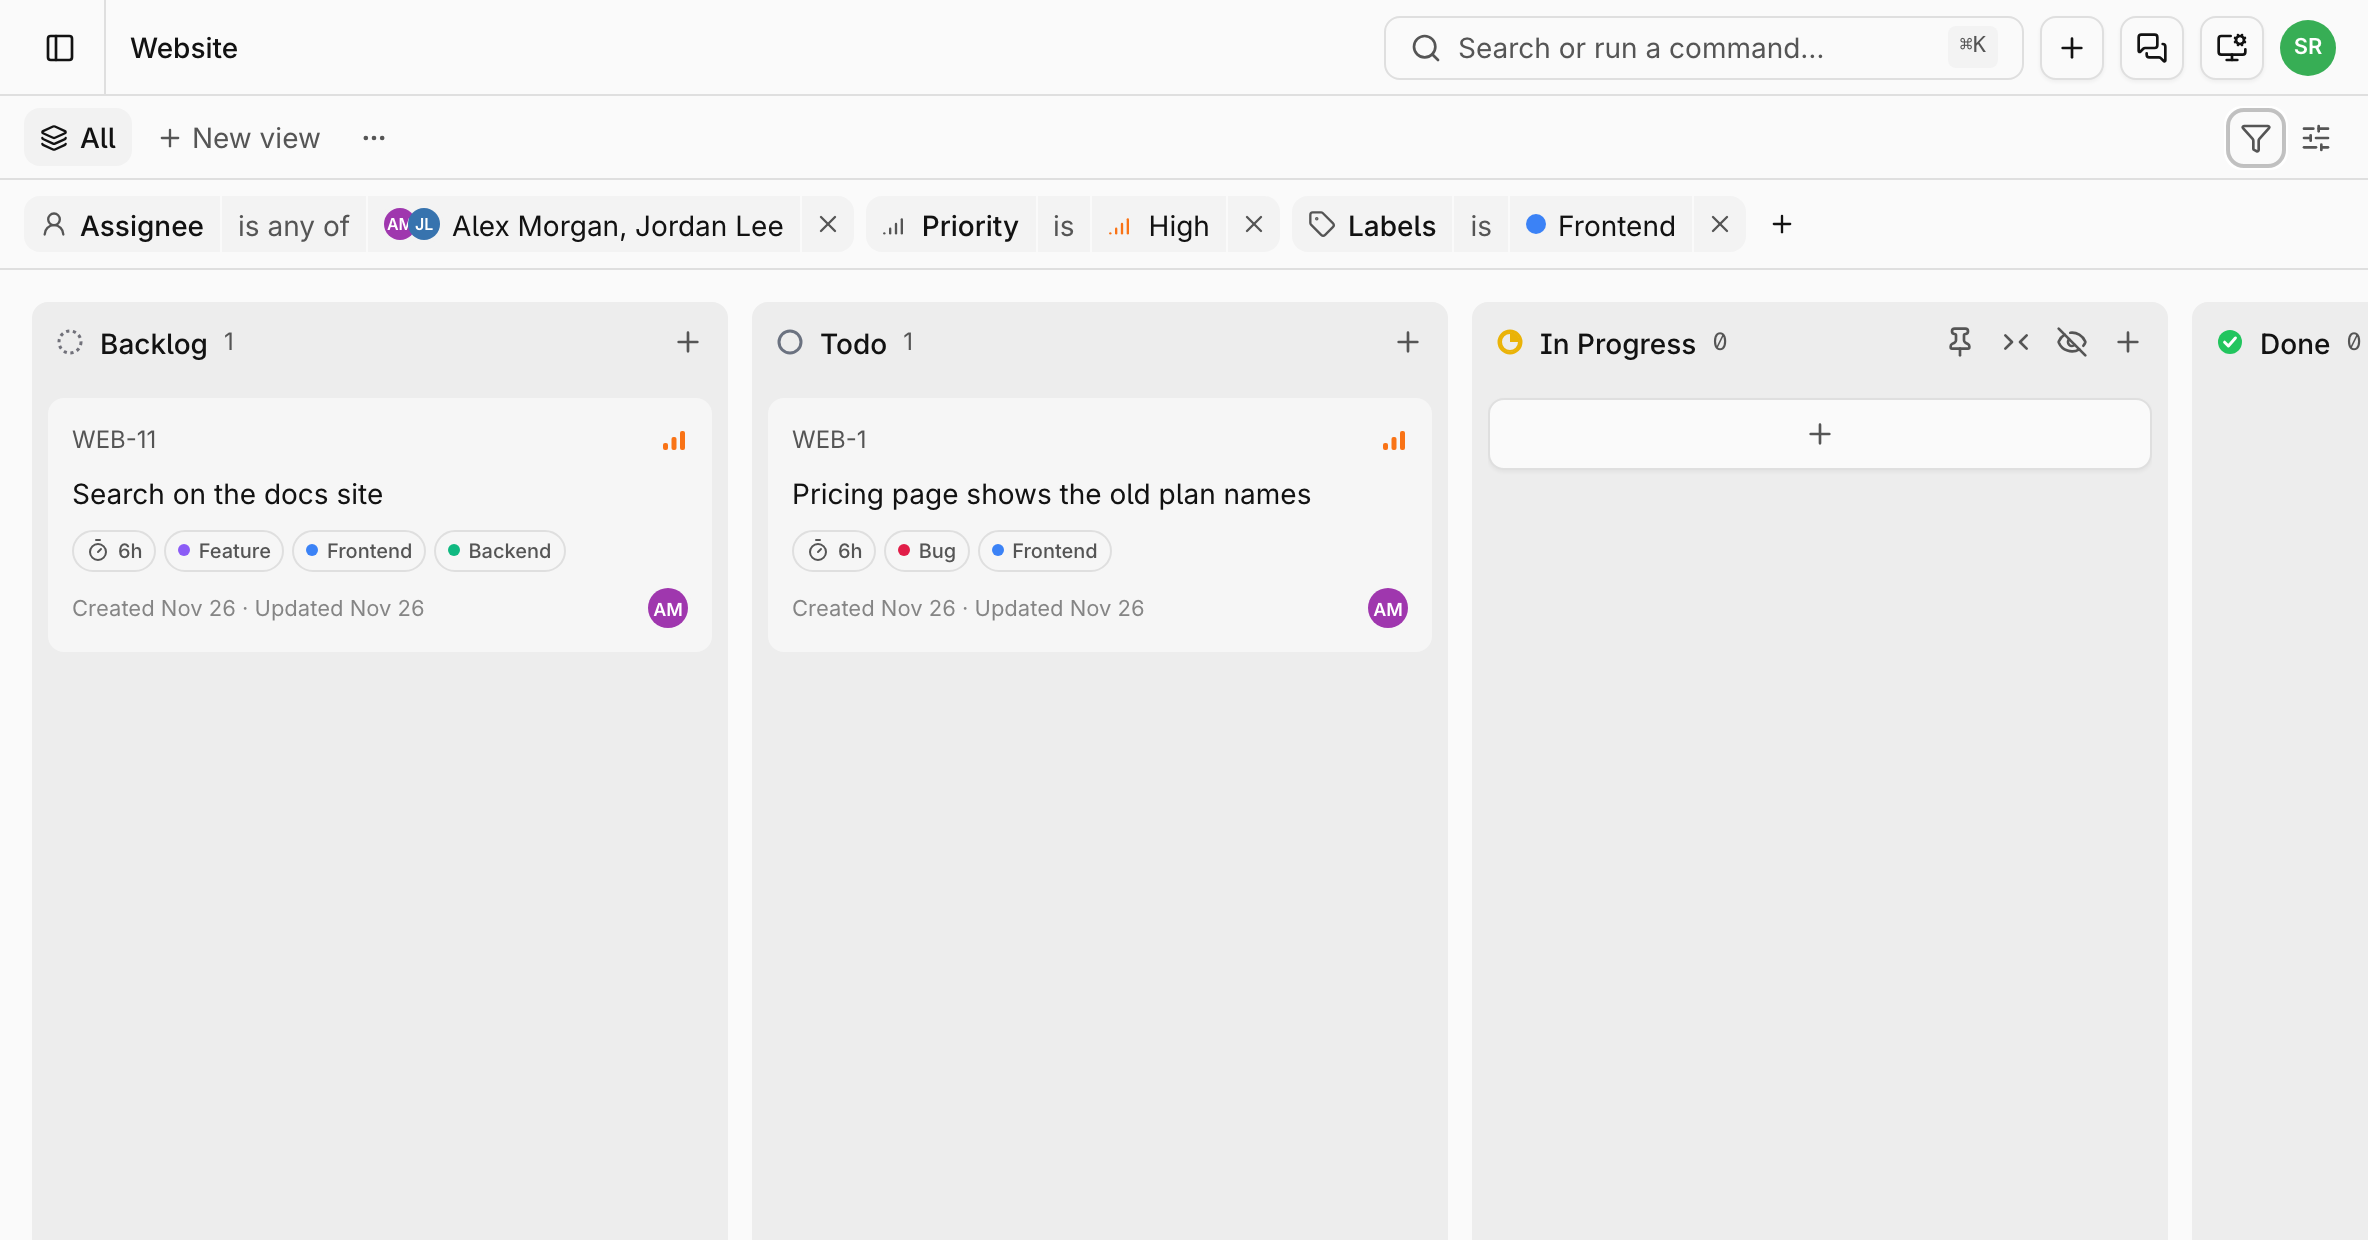 Website
Search or run a command...
⌘K
SR
All
New view
Assignee is any of AM JL Alex Morgan, Jordan Lee
Priority is High
Labels is Frontend
Backlog 1
WEB-11
Search on the docs site
6h Feature Frontend Backend
Created Nov 26 · Updated Nov 26
AM
Todo 1
WEB-1
Pricing page shows the old plan names
6h Bug Frontend
Created Nov 26 · Updated Nov 26
AM
In Progress 0
Done 0